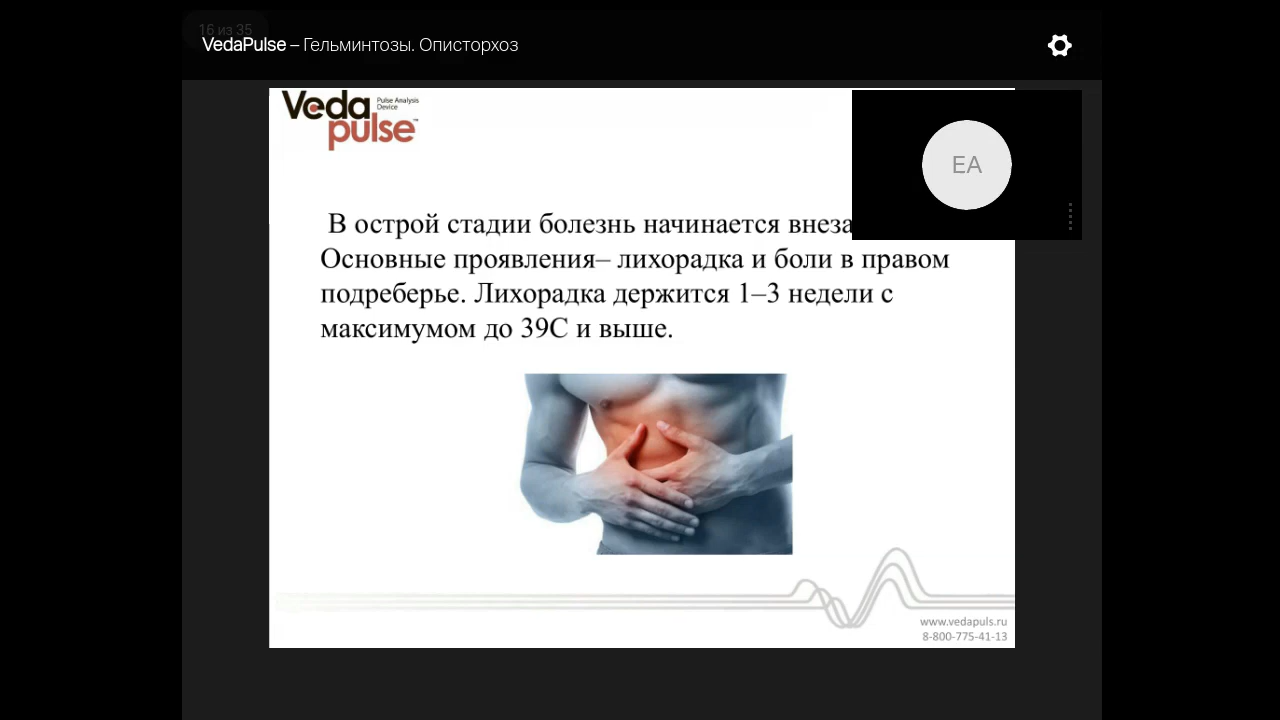 16 из 35
VedaPulse – Гельминтозы. Описторхоз
Veda
pulse™
Pulse Analysis
Device
EA
В острой стадии болезнь начинается
Основные проявления– лихорадка и боли в правом
подреберье. Лихорадка держится 1–3 недели с
максимумом до 39С и выше.
www.vedapuls.ru
8-800-775-41-13